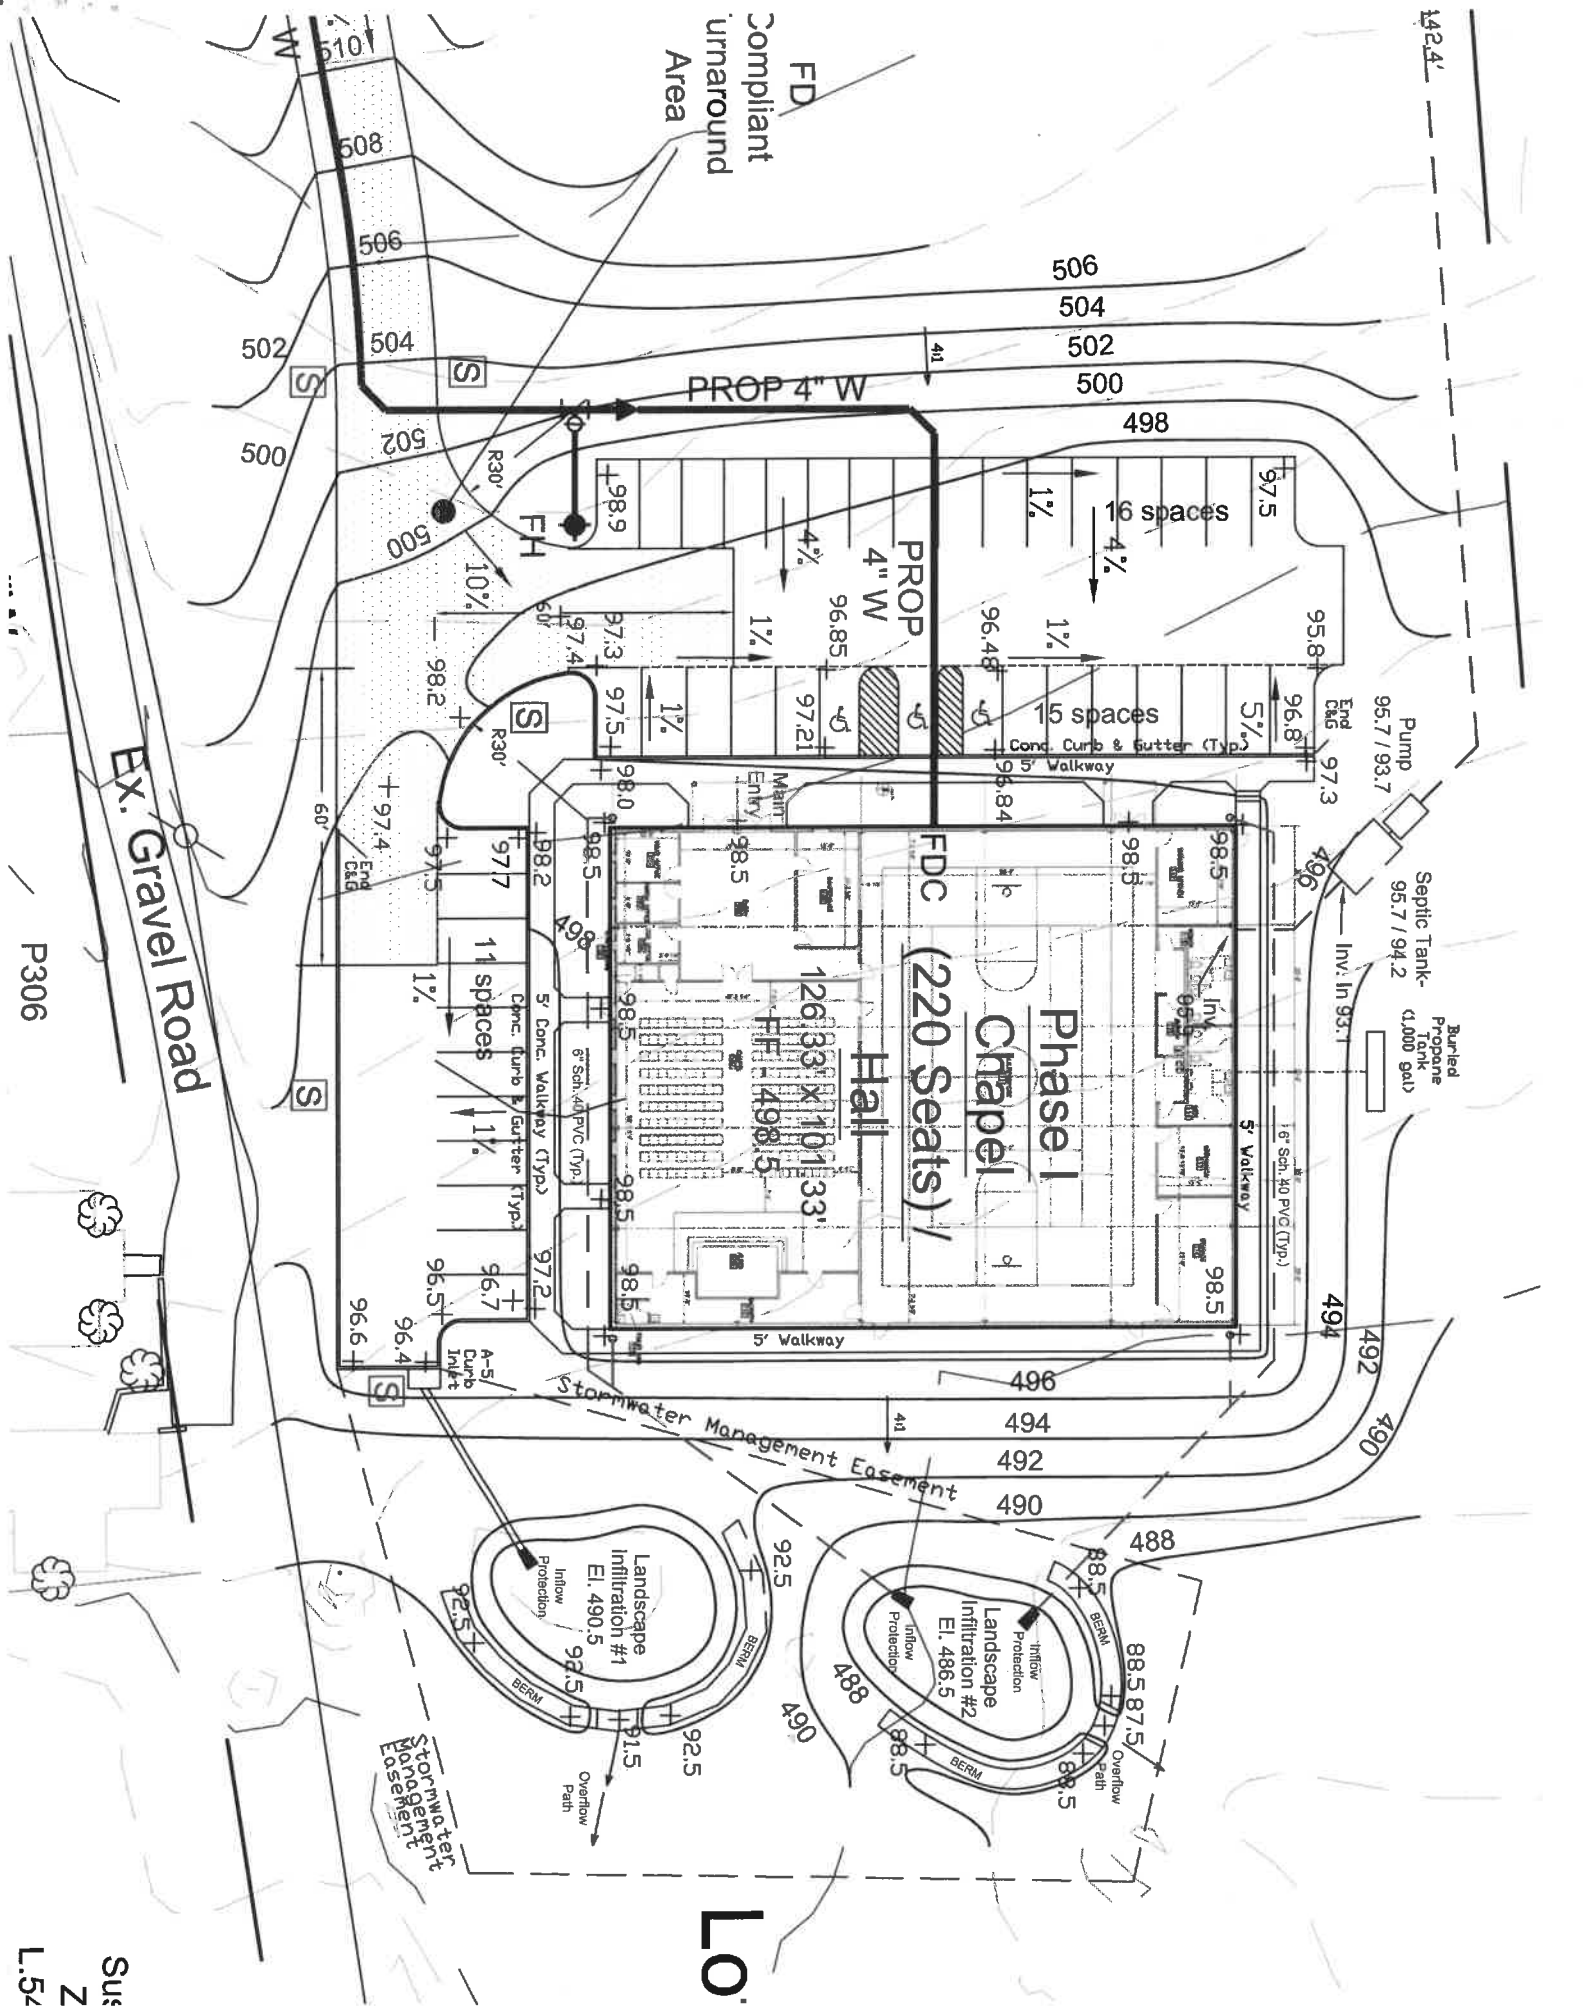 142.4'
FD
Compliant
Turnaround
Area
W
510
508
506
504
502
500
502
500
506
504
502
500
498
4:1
S
S
PROP 4" W
R30'
FH
98.9
1%
16 spaces
97.5
4%
4%
10%
60'
97.3
97.4
98.2
1%
PROP
4" W
96.85
96.48
1%
95.8
97.5
1%
97.21
15 spaces
5%
96.8
End
C&G
Conc. Curb & Gutter (Typ.)
5' Walkway
97.3
Pump
95.7 / 93.7
S
R30'
98.0
Main
Entry
96.84
60'
97.4
End
C&G
97.5
97.7
98.2
98.5
98.5
FDC
98.5
98.5
496
Septic Tank-
95.7 / 94.2
Inv. In 93.1
Buried
Propane
Tank
(1,000 gal)
Ex. Gravel Road
P306
498
11 spaces
1%
1%
Conc. Curb & Gutter (Typ.)
5' Conc. Walkway (Typ.)
6" Sch. 40 PVC (Typ.)
98.5
98.5
98.5
Phase I
Chapel
(220 Seats) /
Hall
126.33' x 101.33'
FF - 498.5
Inv.
5' Walkway
6" Sch. 40 PVC (Typ.)
98.5
5' Walkway
S
96.5
96.7
97.2
96.6
96.4
A-5
Curb
Inlet
S
494
492
490
496
494
492
490
488
4:1
Stormwater Management Easement
92.5
Landscape
Infiltration #1
El. 490.5
Inflow
Protection
92.5
92.5
BERM
BERM
91.5
92.5
Overflow
Path
88.5
BERM
Landscape
Infiltration #2
El. 486.5
Inflow
Protection
Inflow
Protection
88.5
87.5
488
490
88.5
BERM
88.5
Overflow
Path
Stormwater
Management
Easement